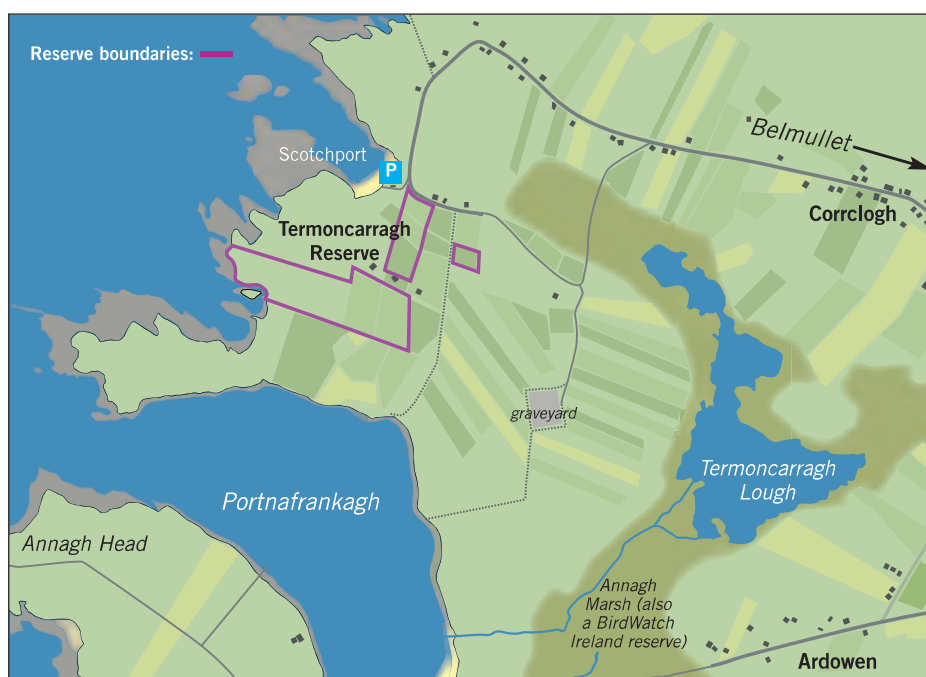 Reserve boundaries:
Belmullet
Scotchport
P
Corrclogh
Termoncarragh
Reserve
graveyard
Termoncarragh
Lough
Portnafrankagh
Annagh Head
Annagh
Marsh (also
a BirdWatch
Ireland reserve)
Ardowen